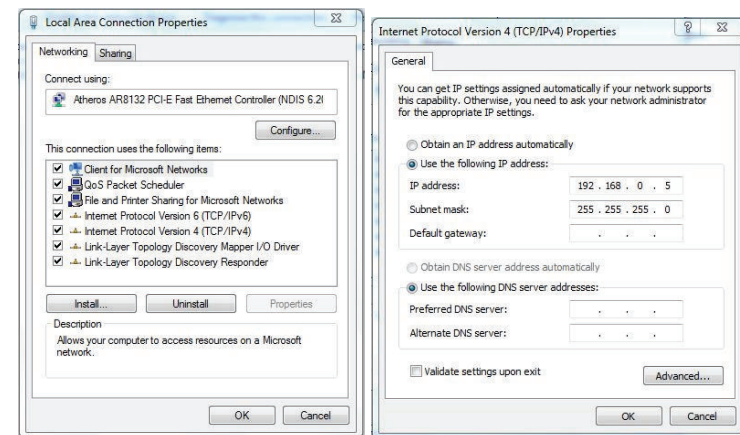 Local Area Connection Properties
Networking
Sharing
Connect using:
Atheros AR8132 PCI-E Fast Ethernet Controller (NDIS 6.2(
Configure...
This connection uses the following items:
Client for Microsoft Networks
QoS Packet Scheduler
File and Printer Sharing for Microsoft Networks
Internet Protocol Version 6 (TCP/IPv6)
Internet Protocol Version 4 (TCP/IPv4)
Link-Layer Topology Discovery Mapper I/O Driver
Link-Layer Topology Discovery Responder
Install...
Uninstall
Properties
Description
Allows your computer to access resources on a Microsoft
network.
OK
Cancel
Internet Protocol Version 4 (TCP/IPv4) Properties
General
You can get IP settings assigned automatically if your network supports
this capability. Otherwise, you need to ask your network administrator
for the appropriate IP settings.
Obtain an IP address automatically
Use the following IP address:
IP address: 192 . 168 . 0 . 5
Subnet mask: 255 . 255 . 255 . 0
Default gateway: . . .
Obtain DNS server address automatically
Use the following DNS server addresses:
Preferred DNS server: . . .
Alternate DNS server: . . .
Validate settings upon exit
Advanced...
OK
Cancel